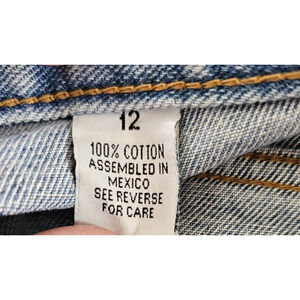 12
100% COTTON
ASSEMBLED IN
MEXICO
SEE REVERSE
FOR CARE